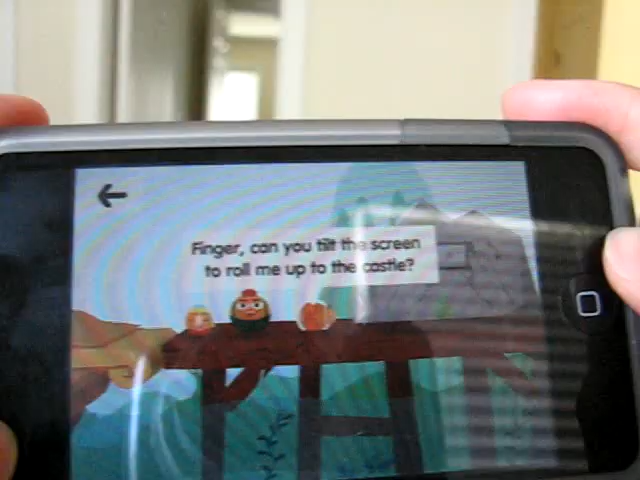 Finger, can you tilt the screen
to roll me up to the castle?